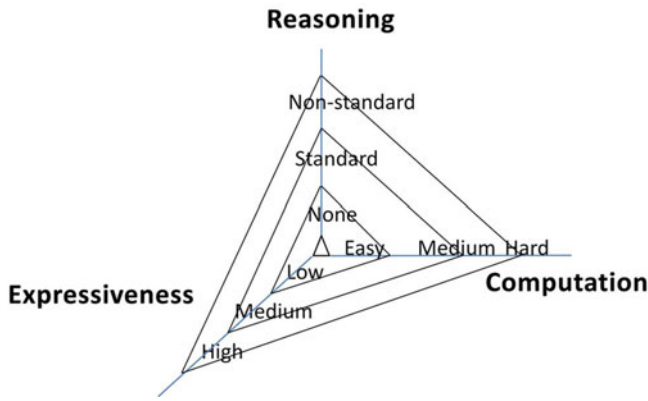 Reasoning
Non-standard
Standard
None
Easy Medium Hard
Low
Computation
Expressiveness
Medium
High